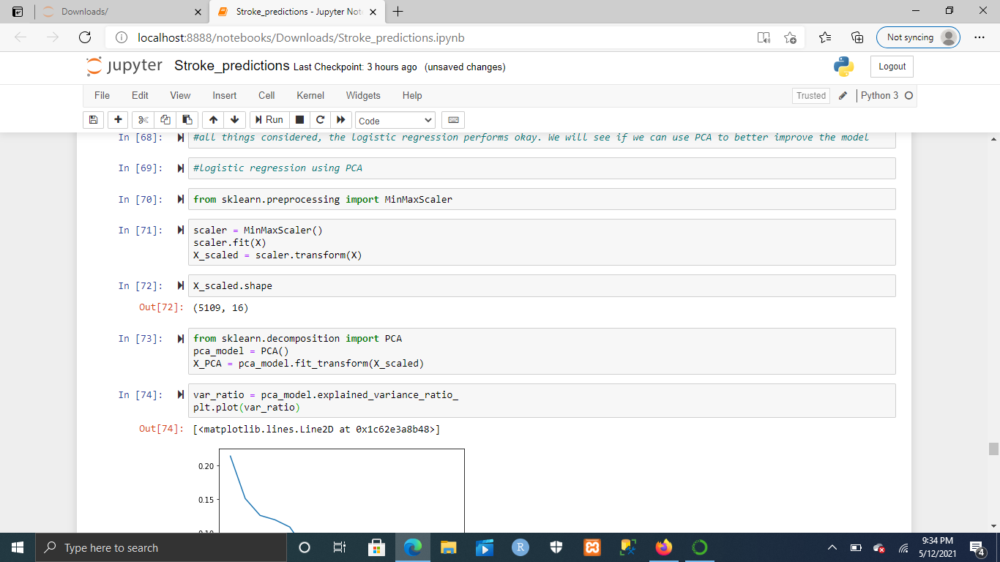 Downloads/
Stroke_predictions - Jupyter Not
localhost:8888/notebooks/Downloads/Stroke_predictions.ipynb
Not syncing
jupyter Stroke_predictions Last Checkpoint: 3 hours ago (unsaved changes)
Logout
File Edit View Insert Cell Kernel Widgets Help
Trusted
Python 3
Run
Code
In [68]: #all things considered, the logistic regression performs okay. We will see if we can use PCA to better improve the model
In [69]: #logistic regression using PCA
In [70]: from sklearn.preprocessing import MinMaxScaler
In [71]: scaler = MinMaxScaler()
scaler.fit(X)
X_scaled = scaler.transform(X)
In [72]: X_scaled.shape
Out[72]: (5109, 16)
In [73]: from sklearn.decomposition import PCA
pca_model = PCA()
X_PCA = pca_model.fit_transform(X_scaled)
In [74]: var_ratio = pca_model.explained_variance_ratio_
plt.plot(var_ratio)
Out[74]: [<matplotlib.lines.Line2D at 0x1c62e3a8b48>]
0.20
0.15
0.10
Type here to search
R
9:34 PM
5/12/2021
4